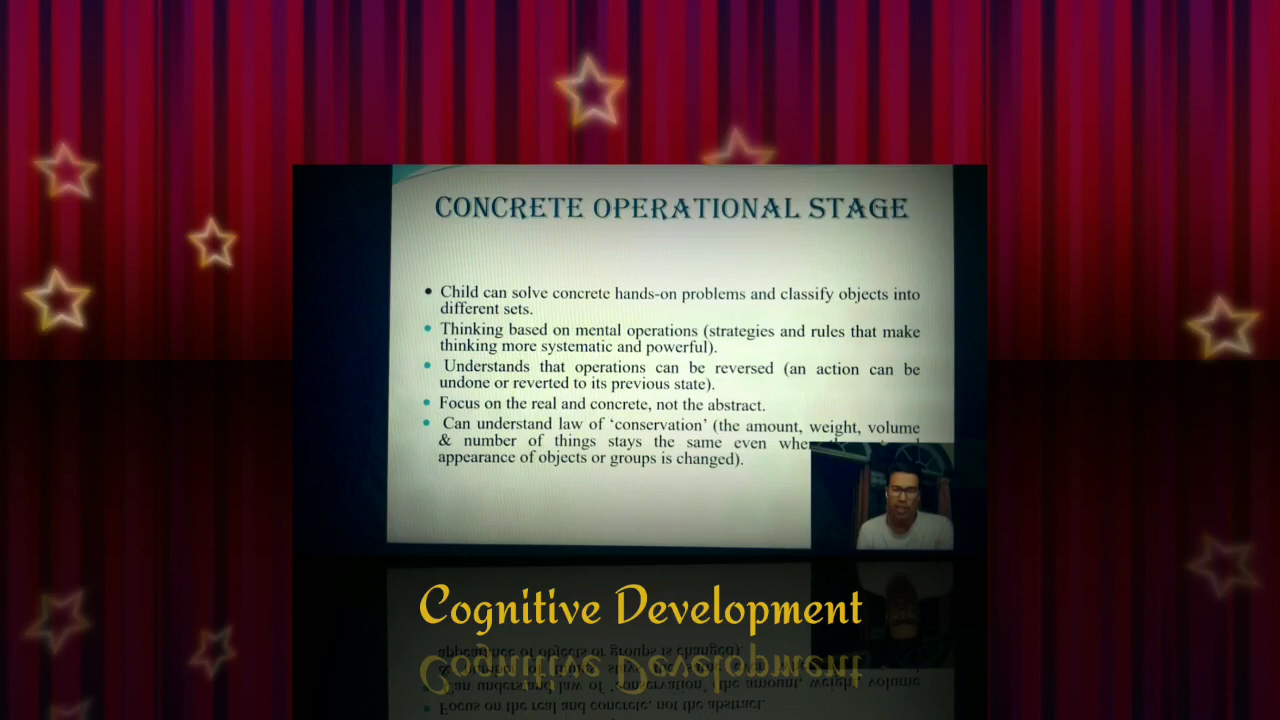 CONCRETE OPERATIONAL STAGE
• Child can solve concrete hands-on problems and classify objects into
different sets.
• Thinking based on mental operations (strategies and rules that make
thinking more systematic and powerful).
• Understands that operations can be reversed (an action can be
undone or reverted to its previous state).
• Focus on the real and concrete, not the abstract.
• Can understand law of ‘conservation’ (the amount, weight, volume
& number of things stays the same even when
appearance of objects or groups is changed).
Cognitive Development